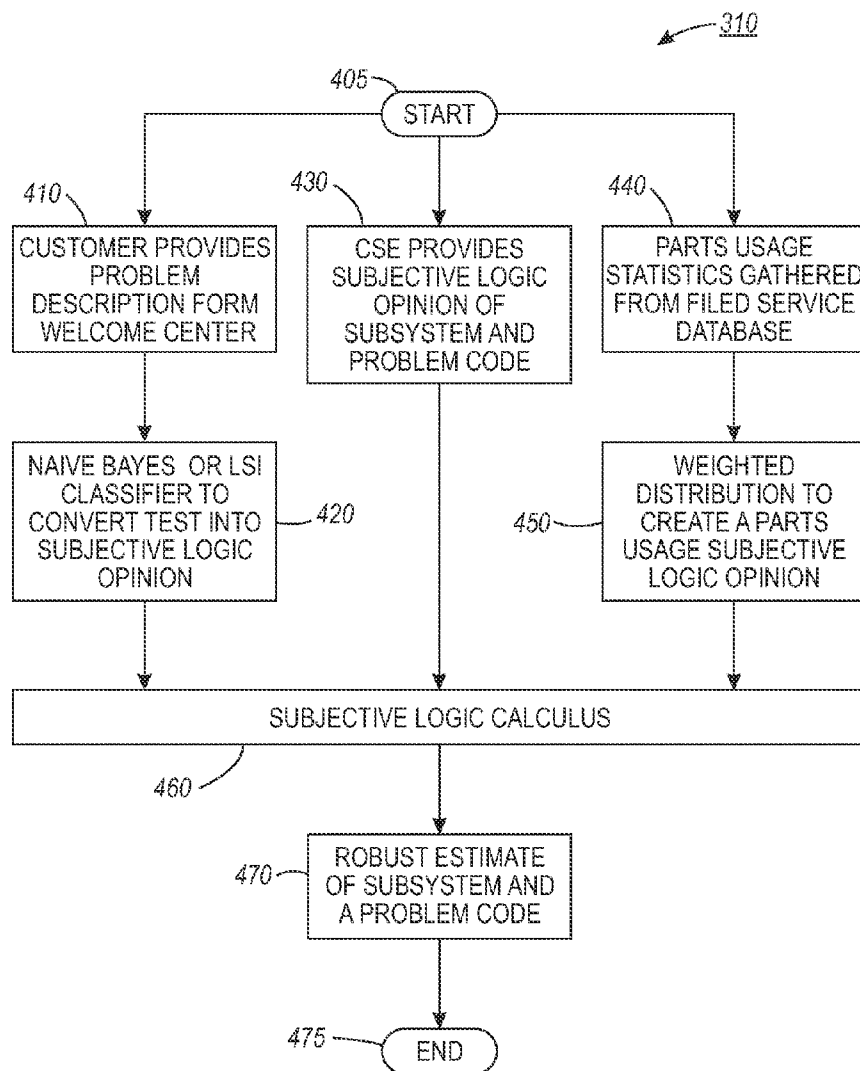 310
405
START
410
CUSTOMER PROVIDES
PROBLEM
DESCRIPTION FORM
WELCOME CENTER
430
CSE PROVIDES
SUBJECTIVE LOGIC
OPINION OF
SUBSYSTEM AND
PROBLEM CODE
440
PARTS USAGE
STATISTICS GATHERED
FROM FILED SERVICE
DATABASE
NAIVE BAYES OR LSI
CLASSIFIER TO
CONVERT TEST INTO
SUBJECTIVE LOGIC
OPINION
420
450
WEIGHTED
DISTRIBUTION TO
CREATE A PARTS
USAGE SUBJECTIVE
LOGIC OPINION
SUBJECTIVE LOGIC CALCULUS
460
470
ROBUST ESTIMATE
OF SUBSYSTEM AND
A PROBLEM CODE
475
END